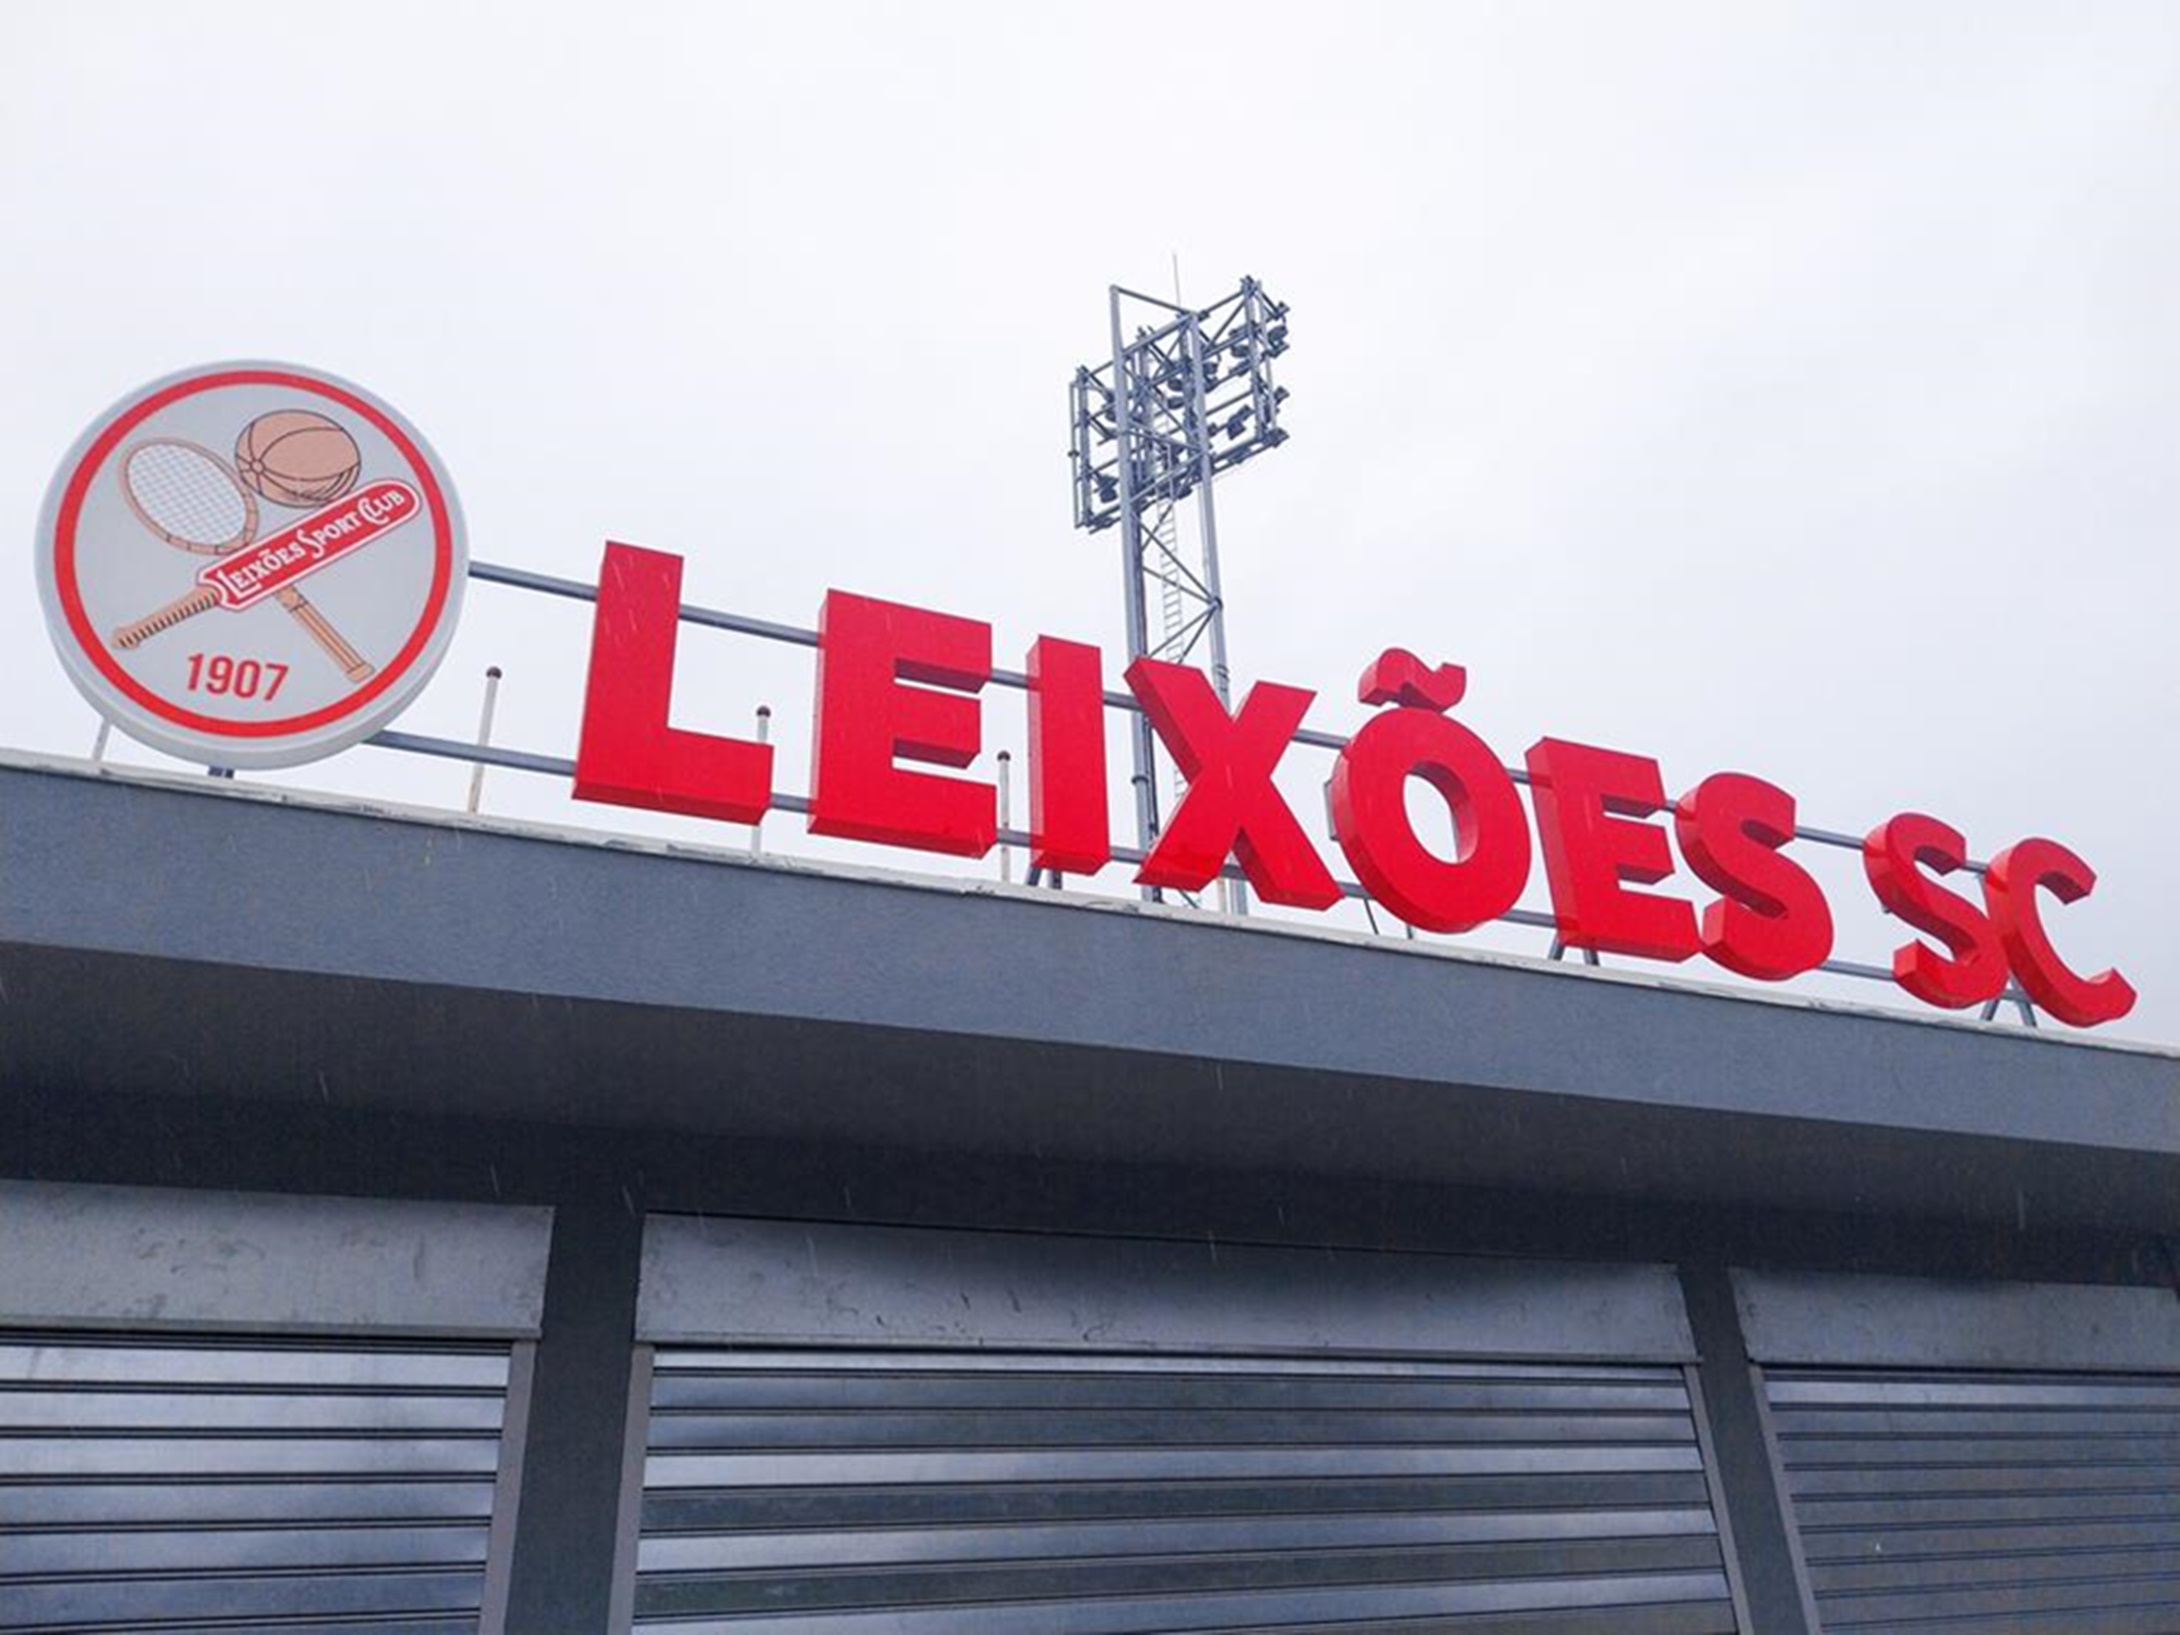 LEIXÕES SPORT CLUB
1907
LEIXÕES SC